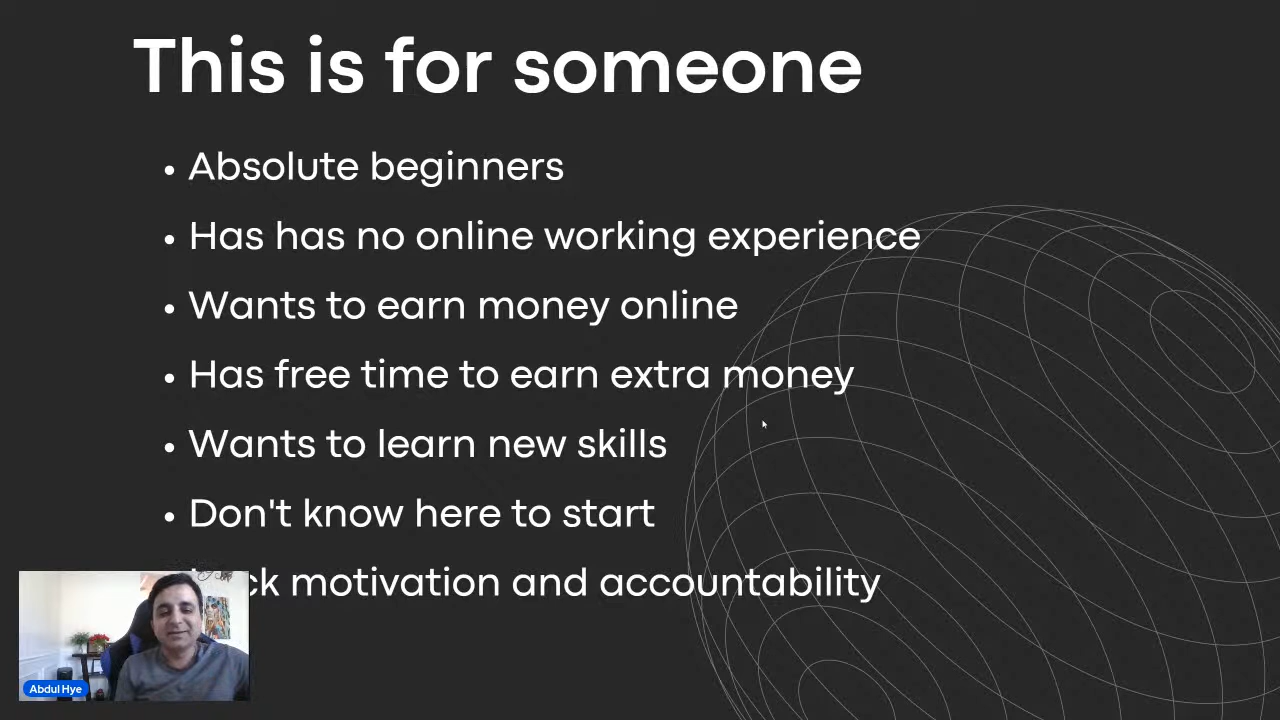 This is for someone
• Absolute beginners
• Has has no online working experience
• Wants to earn money online
• Has free time to earn extra money
• Wants to learn new skills
• Don't know here to start
motivation and accountability
Abdul Hye